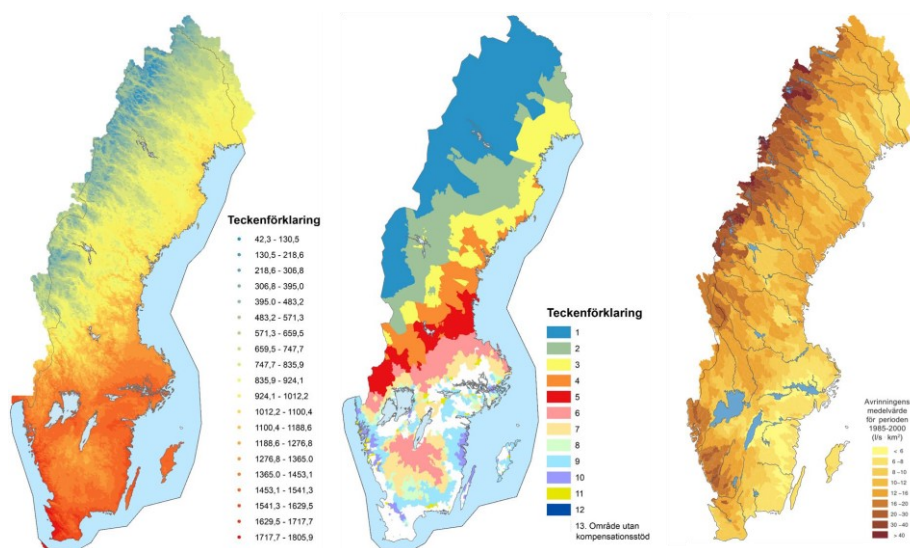 Teckenförklaring
42,3 - 130,5
130,5 - 218,6
218,6 - 306,8
306,8 - 395,0
395.0 - 483,2
483,2 - 571,3
571,3 - 659,5
659,5 - 747,7
747,7 - 835,9
835,9 - 924,1
924,1 - 1012,2
1012,2 - 1100,4
1100,4 - 1188,6
1188,6 - 1276,8
1276,8 - 1365.0
1365.0 - 1453,1
1453,1 - 1541,3
1541,3 - 1629,5
1629,5 - 1717,7
1717,7 - 1805,9
Teckenförklaring
1
2
3
4
5
6
7
8
9
10
11
12
13. Område utan
kompensationsstöd
Avrinningens
medelvärde
för perioden
1985-2000
(l/s km²)
< 6
6 - 8
8 - 10
10 - 12
12 - 16
16 - 20
20 - 30
30 - 40
> 40